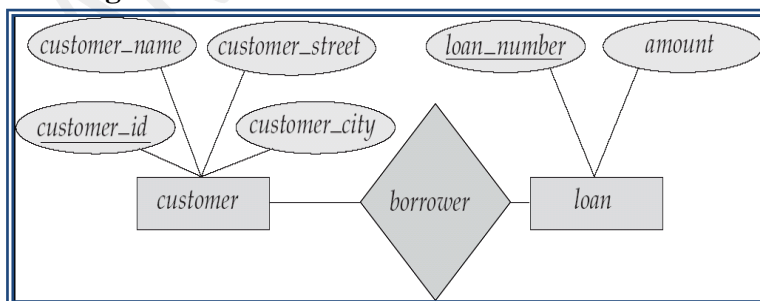 customer_name customer_street loan_number amount
customer_id customer_city
customer borrower loan